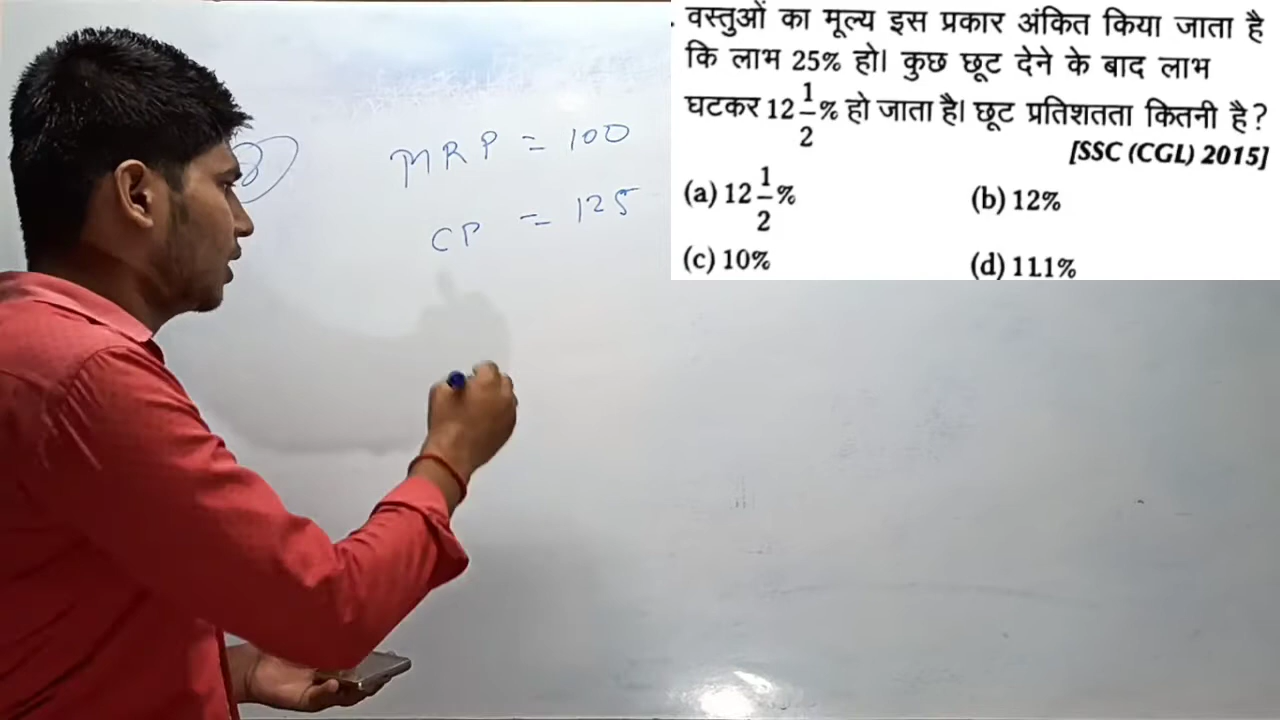 वस्तुओं का मूल्य इस प्रकार अंकित किया जाता है
कि लाभ 25% हो। कुछ छूट देने के बाद लाभ
घटकर 12 1/2% हो जाता है। छूट प्रतिशतता कितनी है?
[SSC (CGL) 2015]
(a) 12 1/2% (b) 12%
(c) 10% (d) 11.1%
MRP = 100
CP = 125